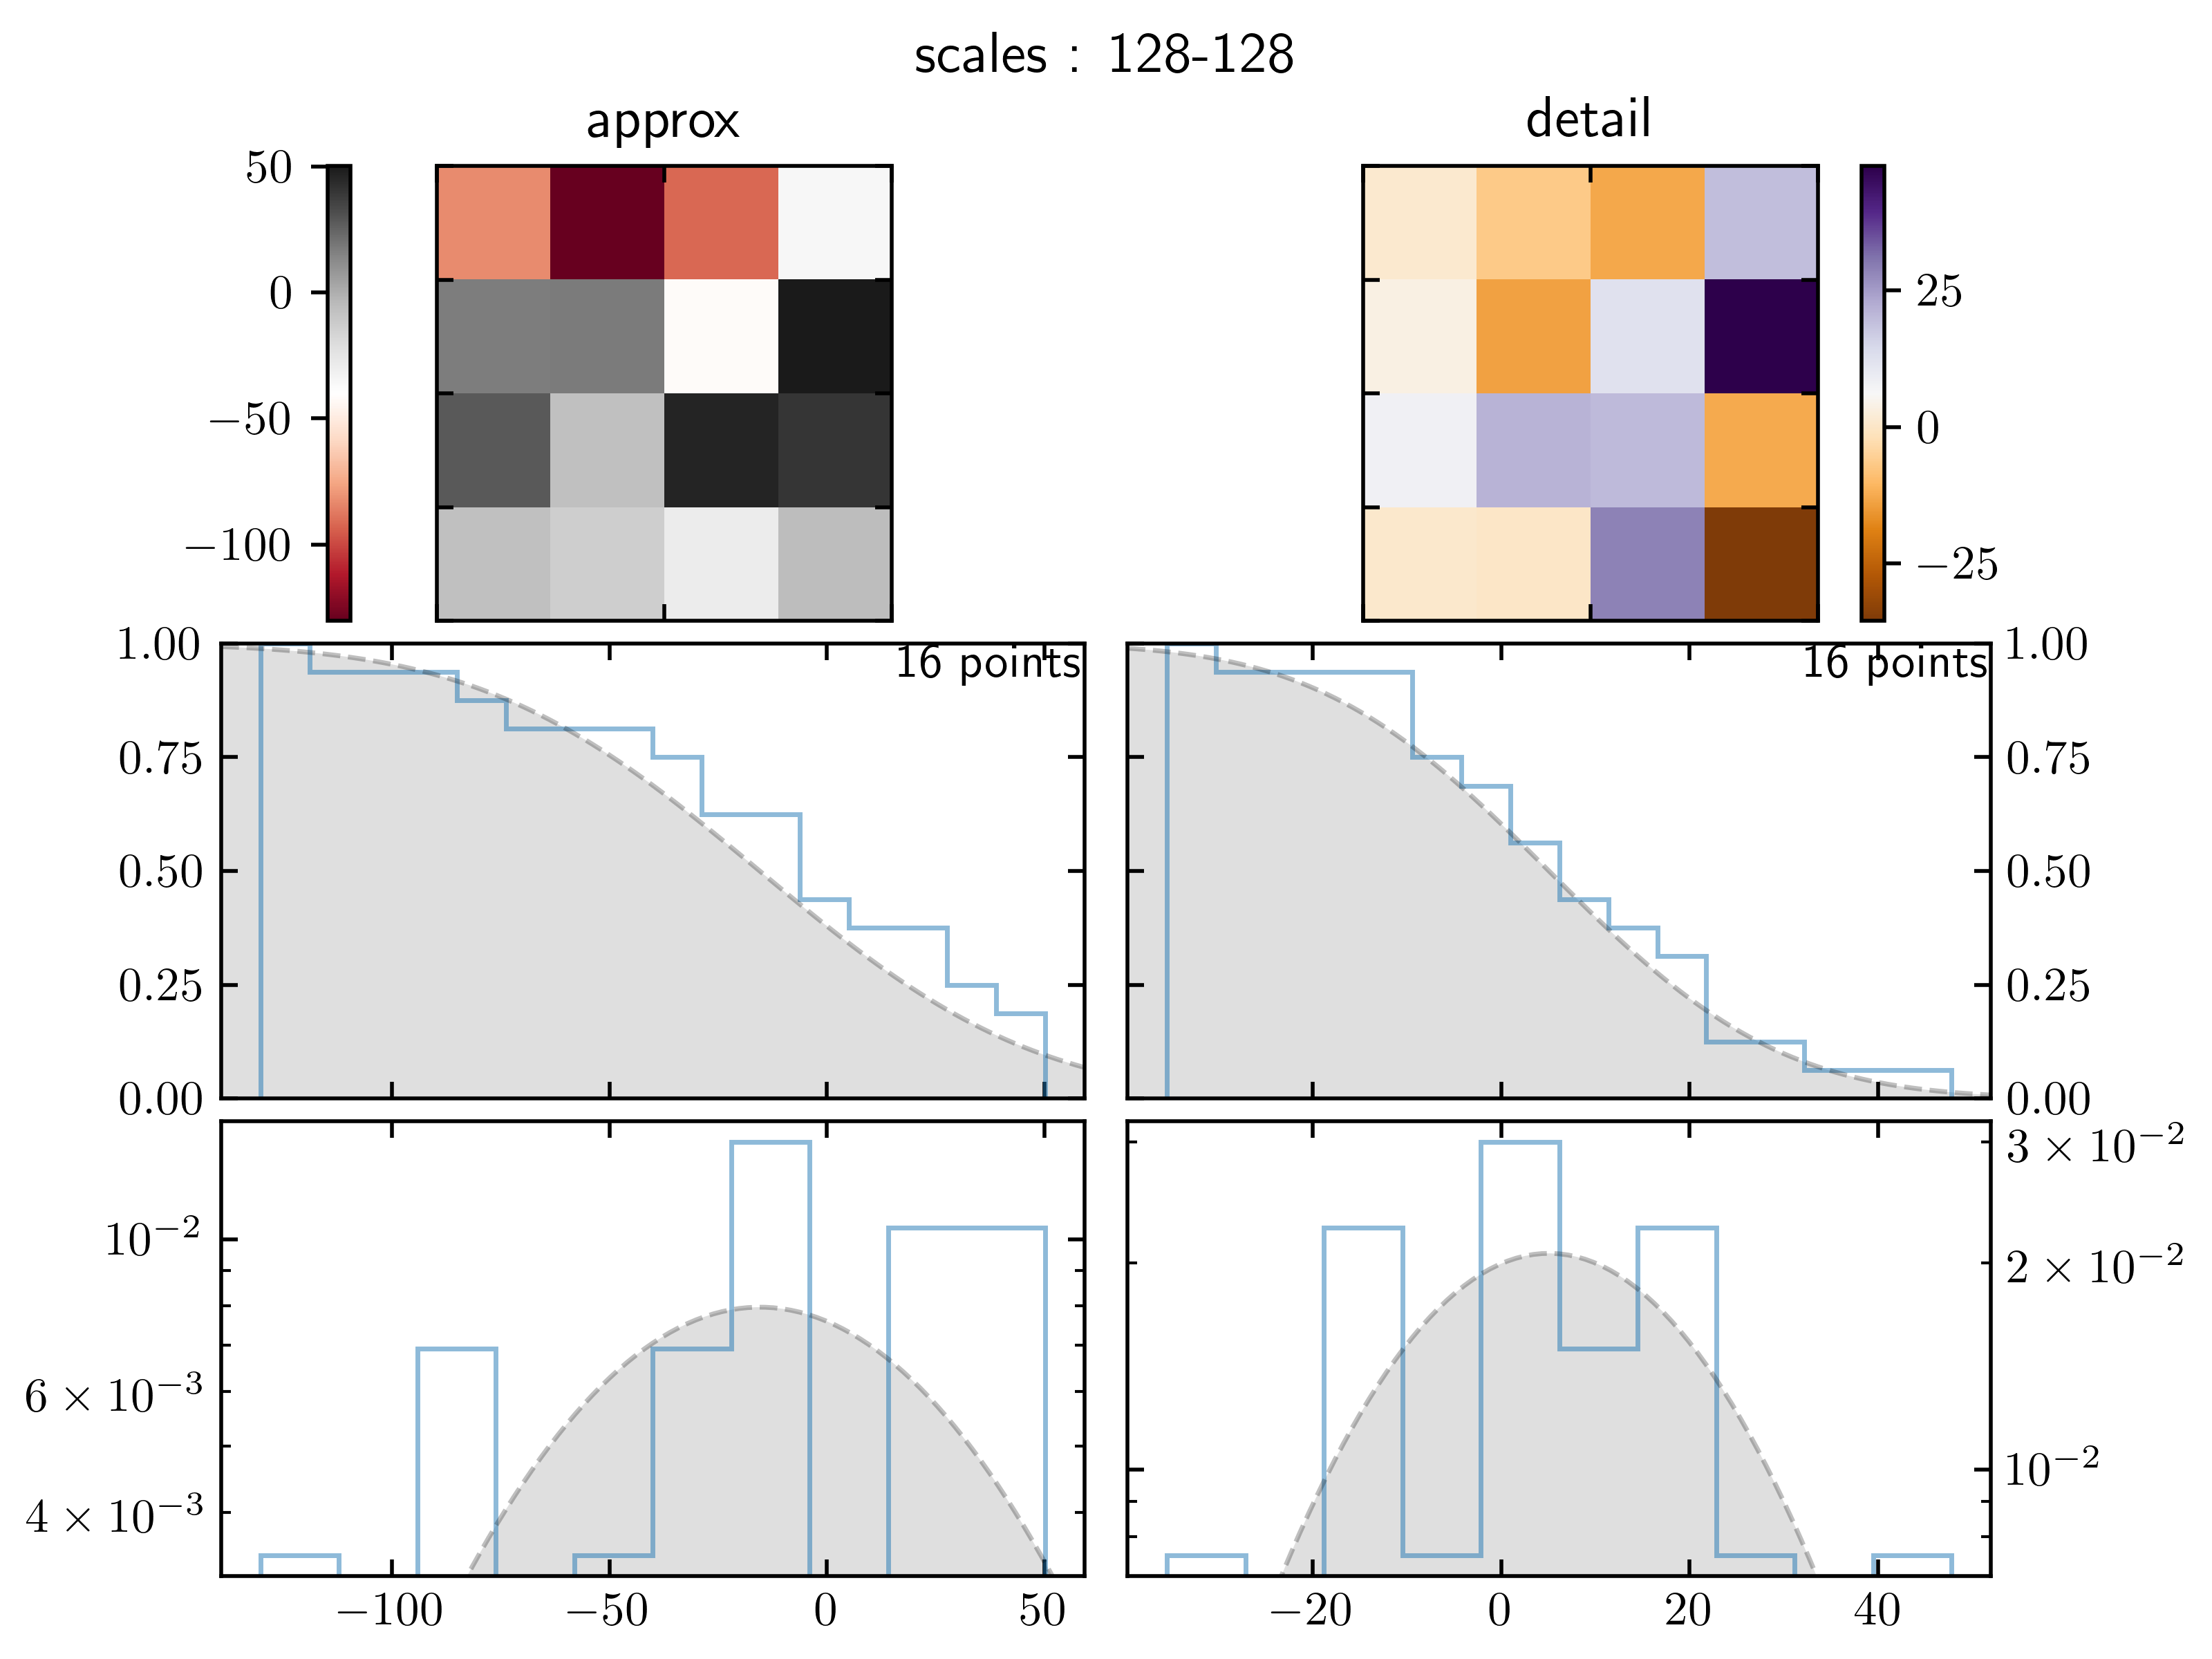 scales : 128-128
approx
detail
50
0
−50
−100
25
0
−25
16 points
1.00
0.75
0.50
0.25
0.00
16 points
1.00
0.75
0.50
0.25
0.00
10⁻²
6 × 10⁻³
4 × 10⁻³
−100 −50 0 50
3 × 10⁻²
2 × 10⁻²
10⁻²
−20 0 20 40